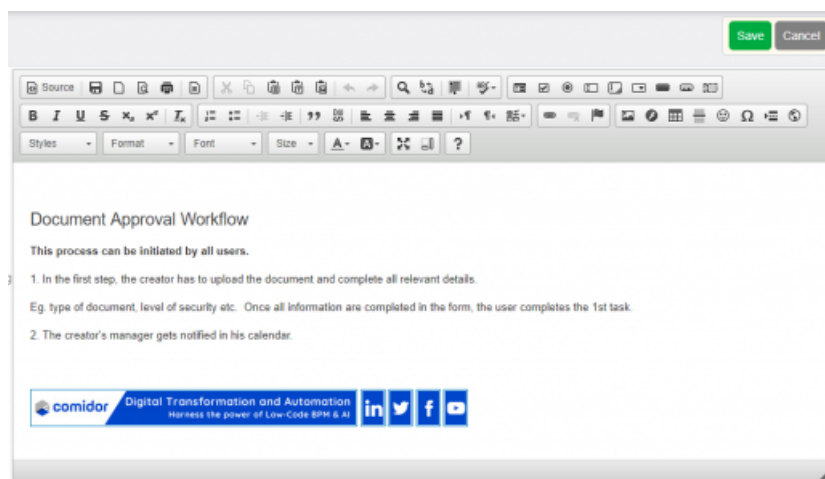 Save Cancel
Source
B I U S x₂ x² Tx
Styles Format Font Size A A ?
Document Approval Workflow
This process can be initiated by all users.
1. In the first step, the creator has to upload the document and complete all relevant details.
Eg. type of document, level of security etc. Once all information are completed in the form, the user completes the 1st task.
2. The creator's manager gets notified in his calendar.
comidor Digital Transformation and Automation in f
Harness the power of Low-Code BPM & AI